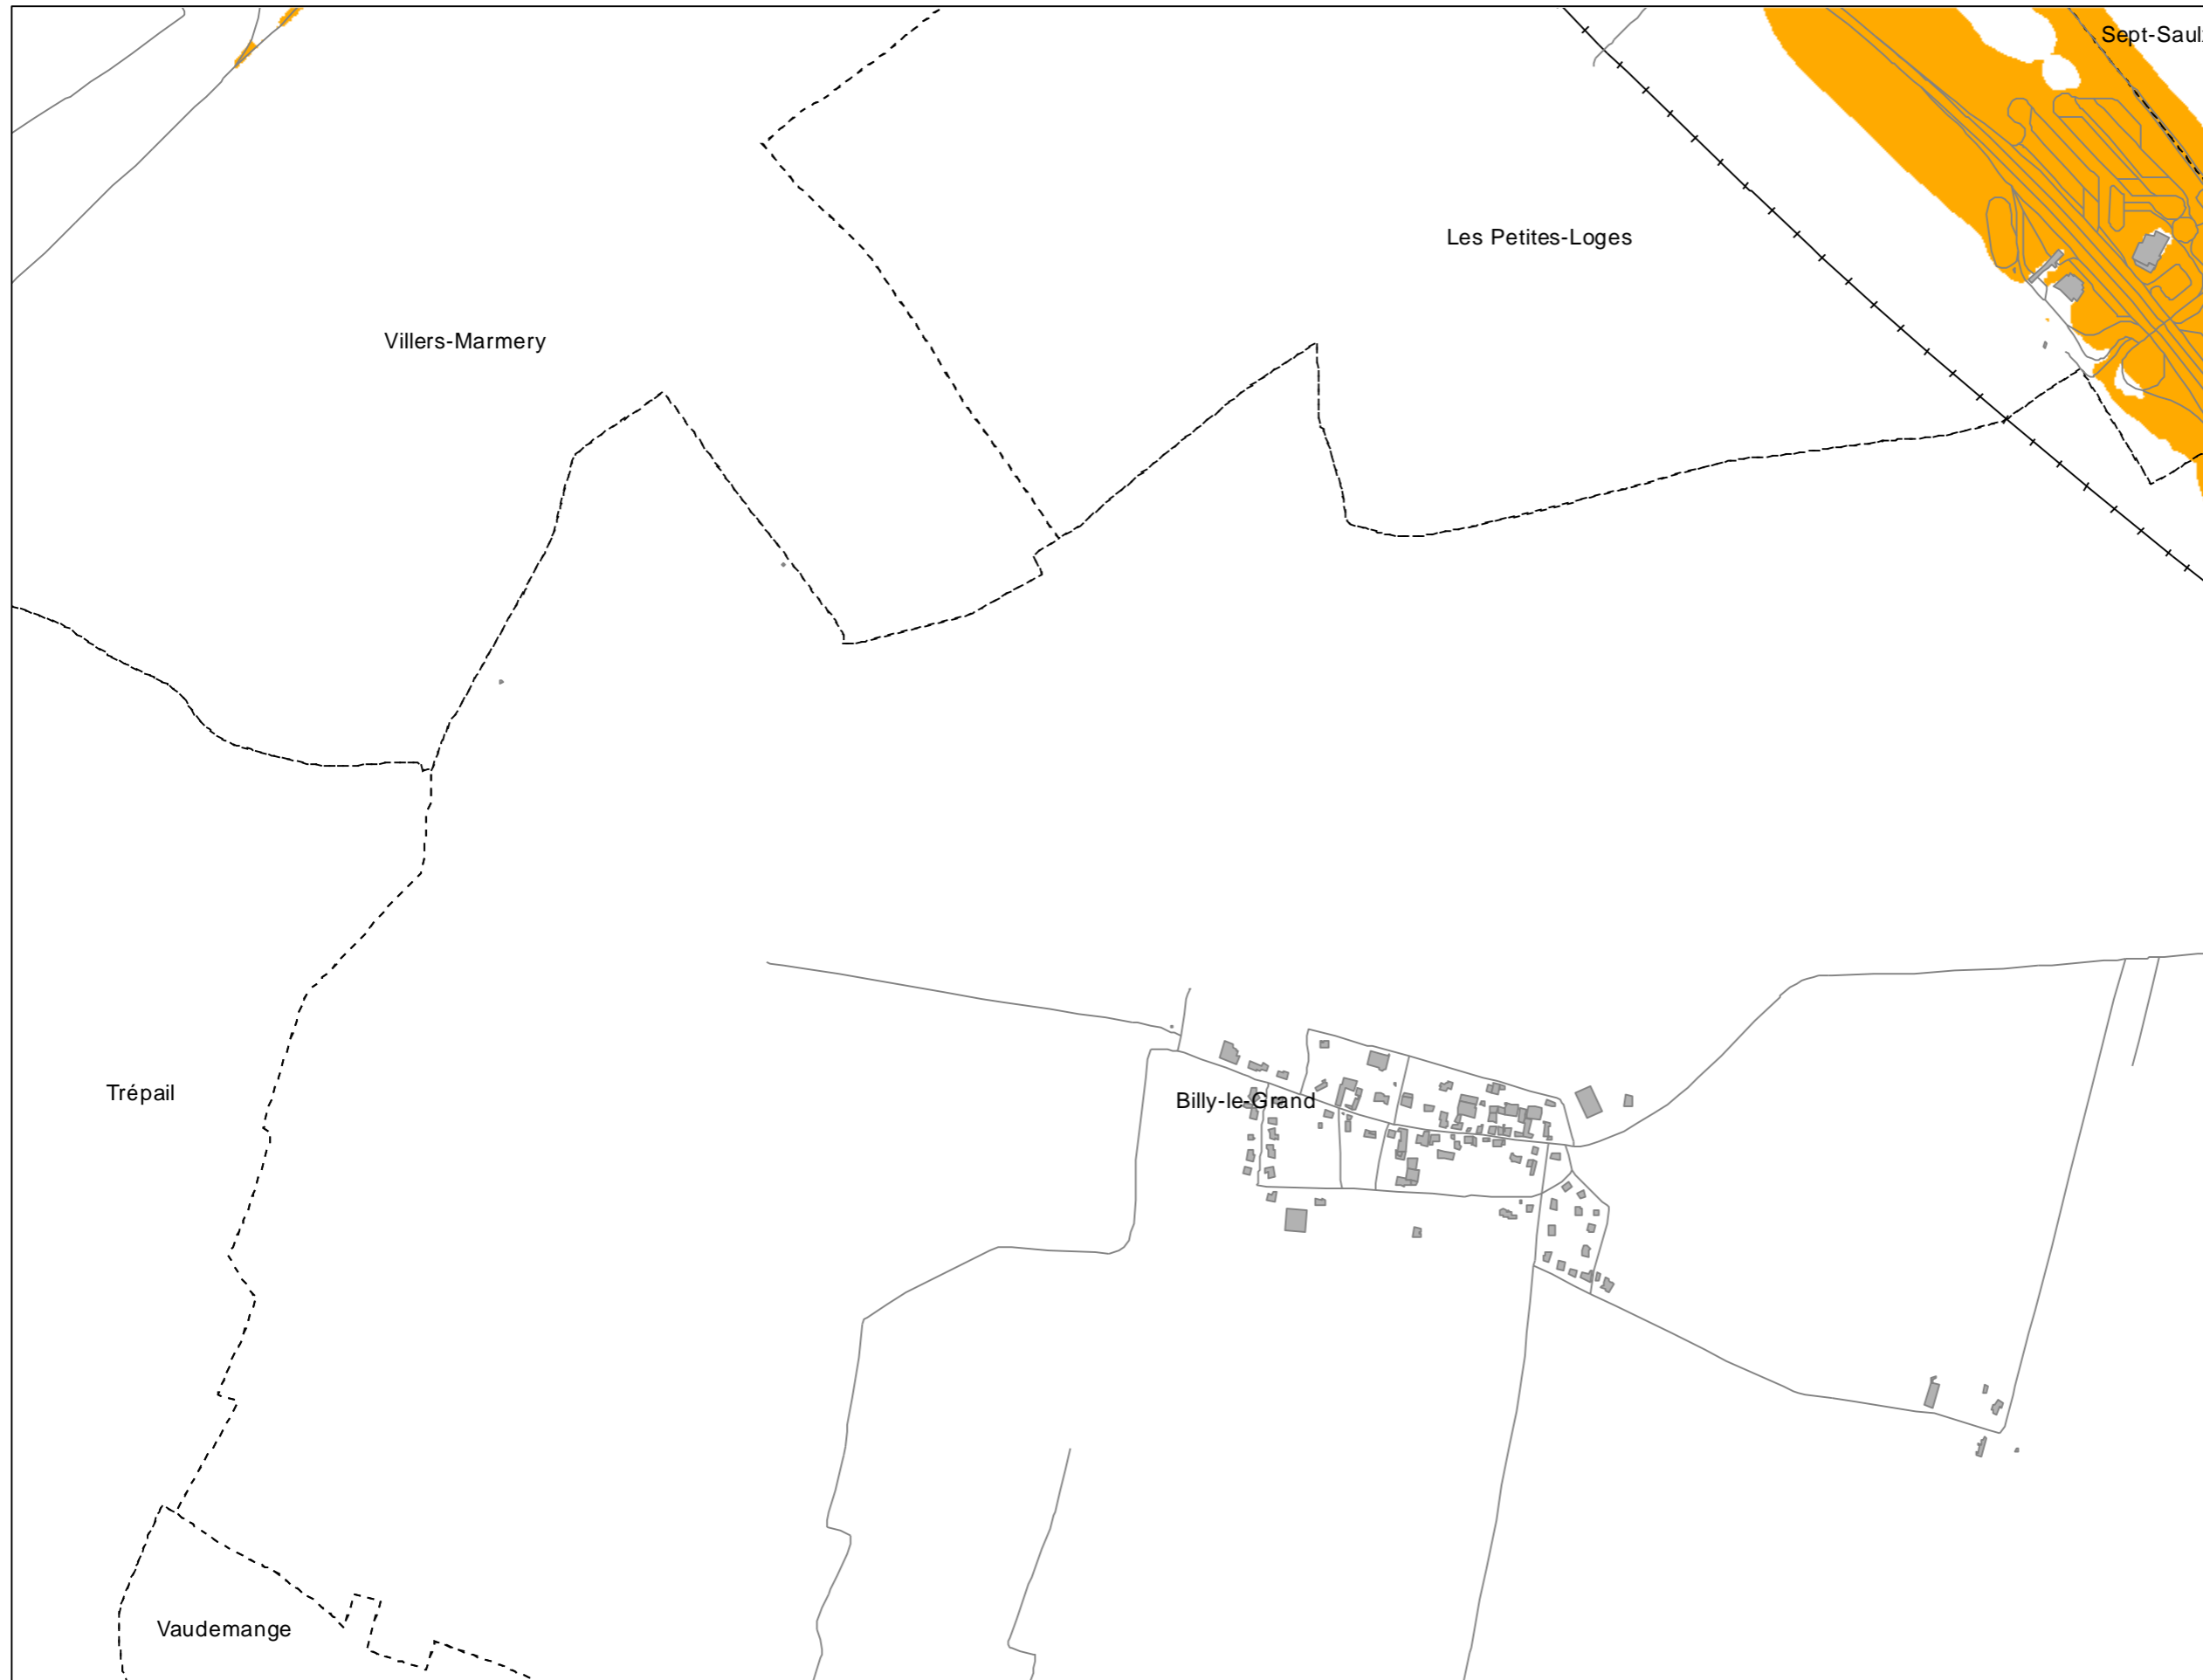 Sept-Saul
Les Petites-Loges
Villers-Marmery
Trépail
Billy-le-Grand
Vaudemange